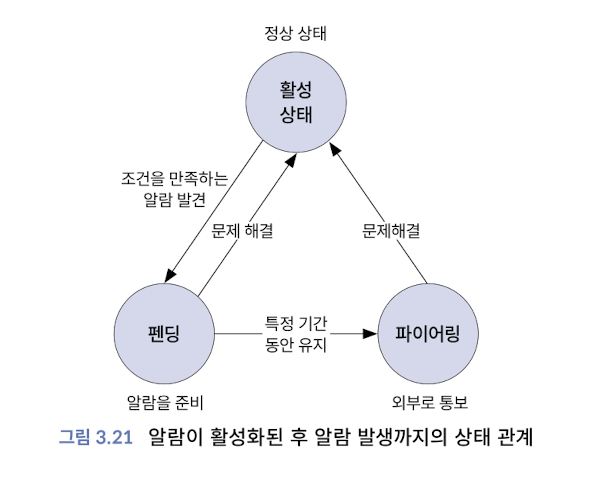 정상 상태
활성
상태
조건을 만족하는
알람 발견
문제 해결
문제해결
펜딩
특정 기간
동안 유지
파이어링
알람을 준비
외부로 통보
그림 3.21 알람이 활성화된 후 알람 발생까지의 상태 관계